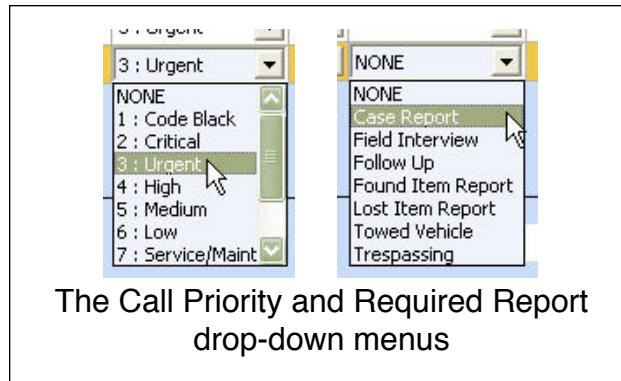 3 : Urgent
NONE
1 : Code Black
2 : Critical
3 : Urgent
4 : High
5 : Medium
6 : Low
7 : Service/Maint
NONE
NONE
Case Report
Field Interview
Follow Up
Found Item Report
Lost Item Report
Towed Vehicle
Trespassing
The Call Priority and Required Report
drop-down menus